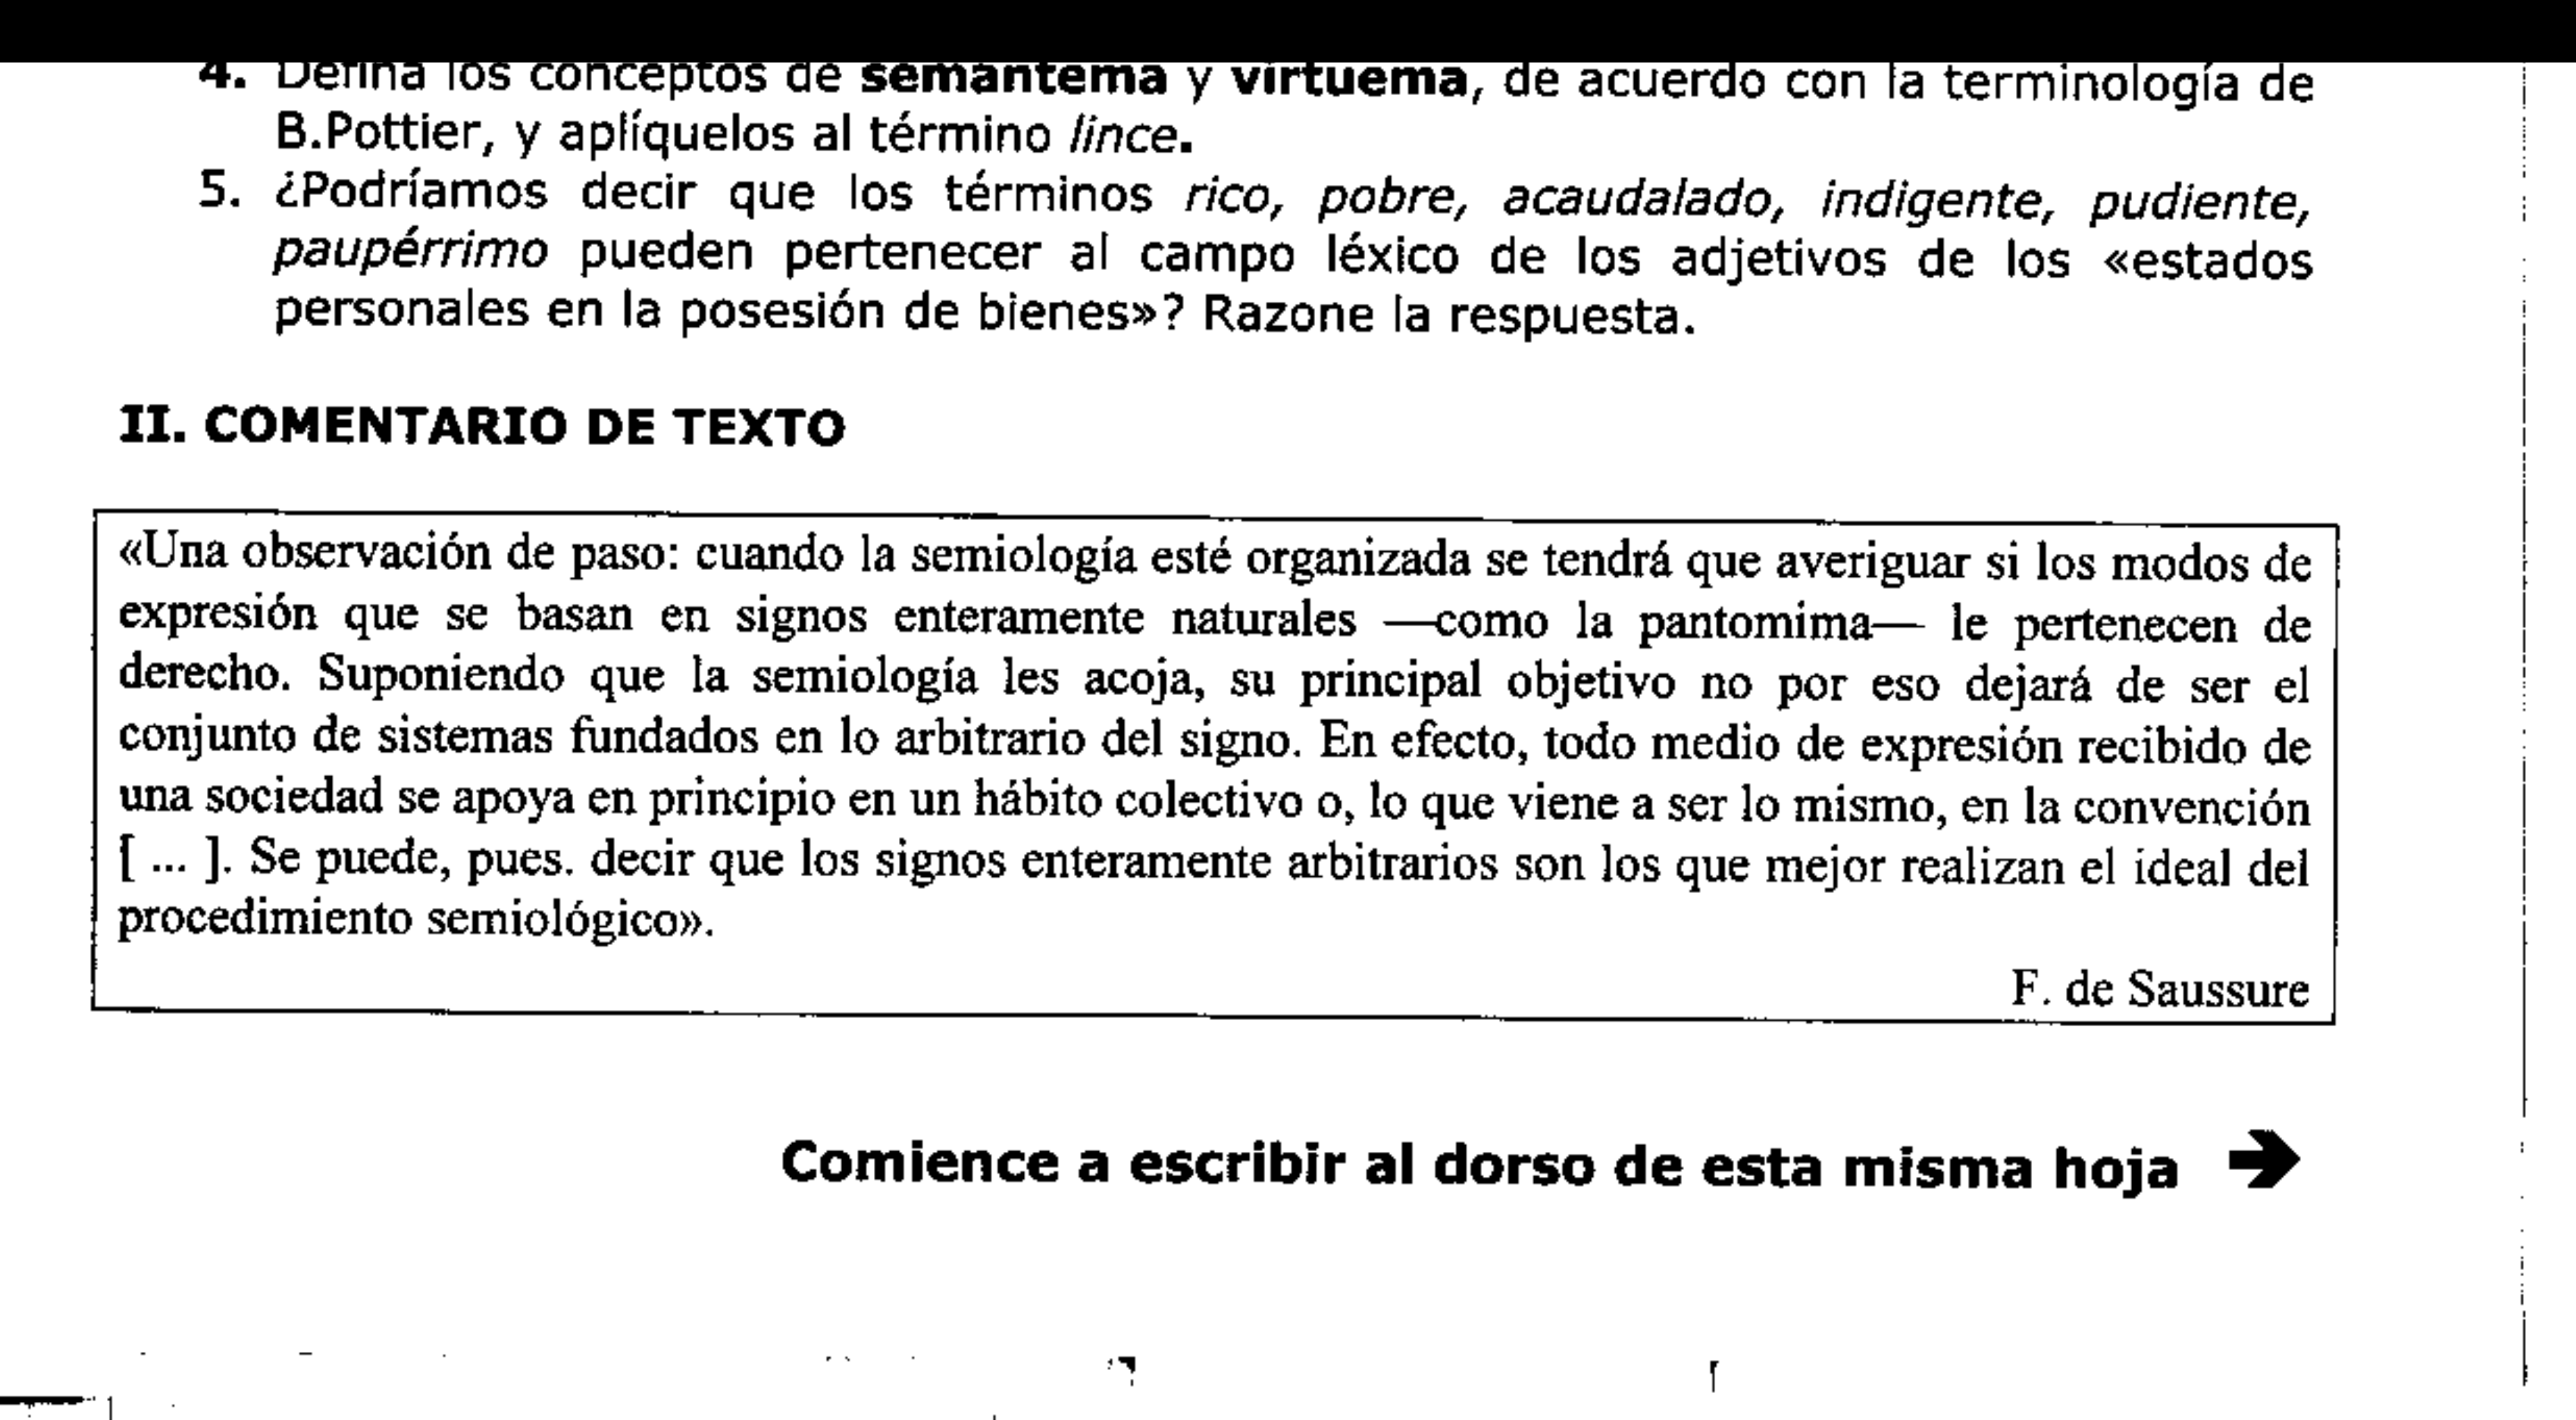 4. Defina los conceptos de semantema y virtuema, de acuerdo con la terminología de
B.Pottier, y aplíquelos al término lince.
5. ¿Podríamos decir que los términos rico, pobre, acaudalado, indigente, pudiente,
paupérrimo pueden pertenecer al campo léxico de los adjetivos de los «estados
personales en la posesión de bienes»? Razone la respuesta.
II. COMENTARIO DE TEXTO
«Una observación de paso: cuando la semiología esté organizada se tendrá que averiguar si los modos de
expresión que se basan en signos enteramente naturales —como la pantomima— le pertenecen de
derecho. Suponiendo que la semiología les acoja, su principal objetivo no por eso dejará de ser el
conjunto de sistemas fundados en lo arbitrario del signo. En efecto, todo medio de expresión recibido de
una sociedad se apoya en principio en un hábito colectivo o, lo que viene a ser lo mismo, en la convención
[ ... ]. Se puede, pues. decir que los signos enteramente arbitrarios son los que mejor realizan el ideal del
procedimiento semiológico».
F. de Saussure
Comience a escribir al dorso de esta misma hoja →